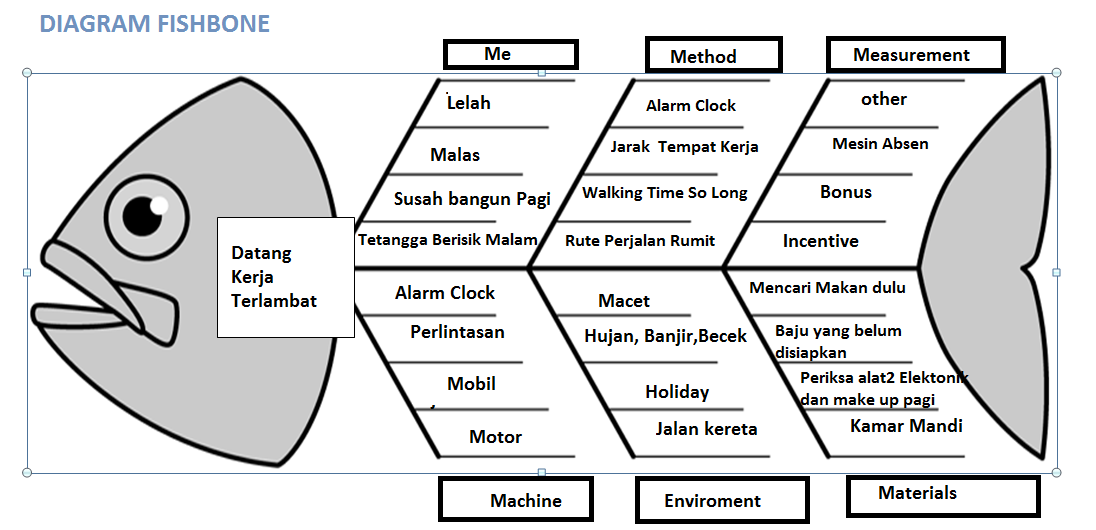 DIAGRAM FISHBONE
Me
Method
Measurement
Lelah
Malas
Susah bangun Pagi
Tetangga Berisik Malam
Alarm Clock
Jarak Tempat Kerja
Walking Time So Long
Rute Perjalan Rumit
other
Mesin Absen
Bonus
Incentive
Datang
Kerja
Terlambat
Alarm Clock
Perlintasan
Mobil
Motor
Macet
Hujan, Banjir,Becek
Holiday
Jalan kereta
Mencari Makan dulu
Baju yang belum
disiapkan
Periksa alat2 Elektonik
dan make up pagi
Kamar Mandi
Machine
Enviroment
Materials